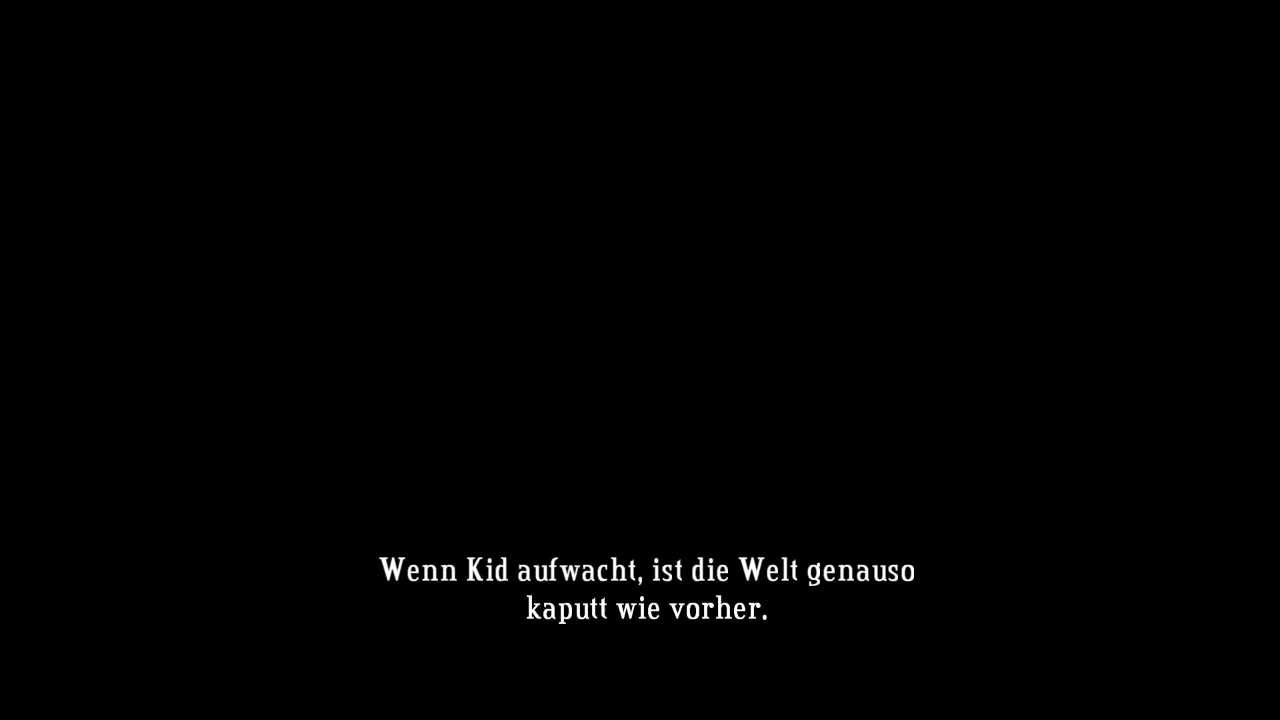 Wenn Kid aufwacht, ist die Welt genauso
kaputt wie vorher.